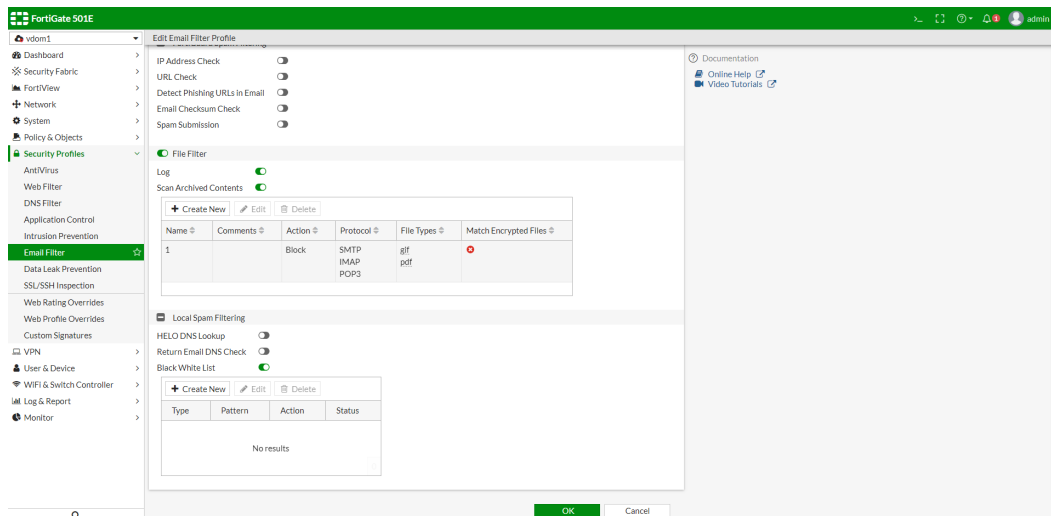 FortiGate 501E
admin
vdom1
Edit Email Filter Profile
Dashboard
Security Fabric
FortiView
Network
System
Policy & Objects
Security Profiles
AntiVirus
Web Filter
DNS Filter
Application Control
Intrusion Prevention
Email Filter
Data Leak Prevention
SSL/SSH Inspection
Web Rating Overrides
Web Profile Overrides
Custom Signatures
VPN
User & Device
WiFi & Switch Controller
Log & Report
Monitor
IP Address Check
URL Check
Detect Phishing URLs in Email
Email Checksum Check
Spam Submission
File Filter
Log
Scan Archived Contents
Create New Edit Delete
Name Comments Action Protocol File Types Match Encrypted Files
1 Block SMTP gif
IMAP pdf
POP3
Local Spam Filtering
HELO DNS Lookup
Return Email DNS Check
Black White List
Create New Edit Delete
Type Pattern Action Status
No results
OK Cancel
Documentation
Online Help
Video Tutorials